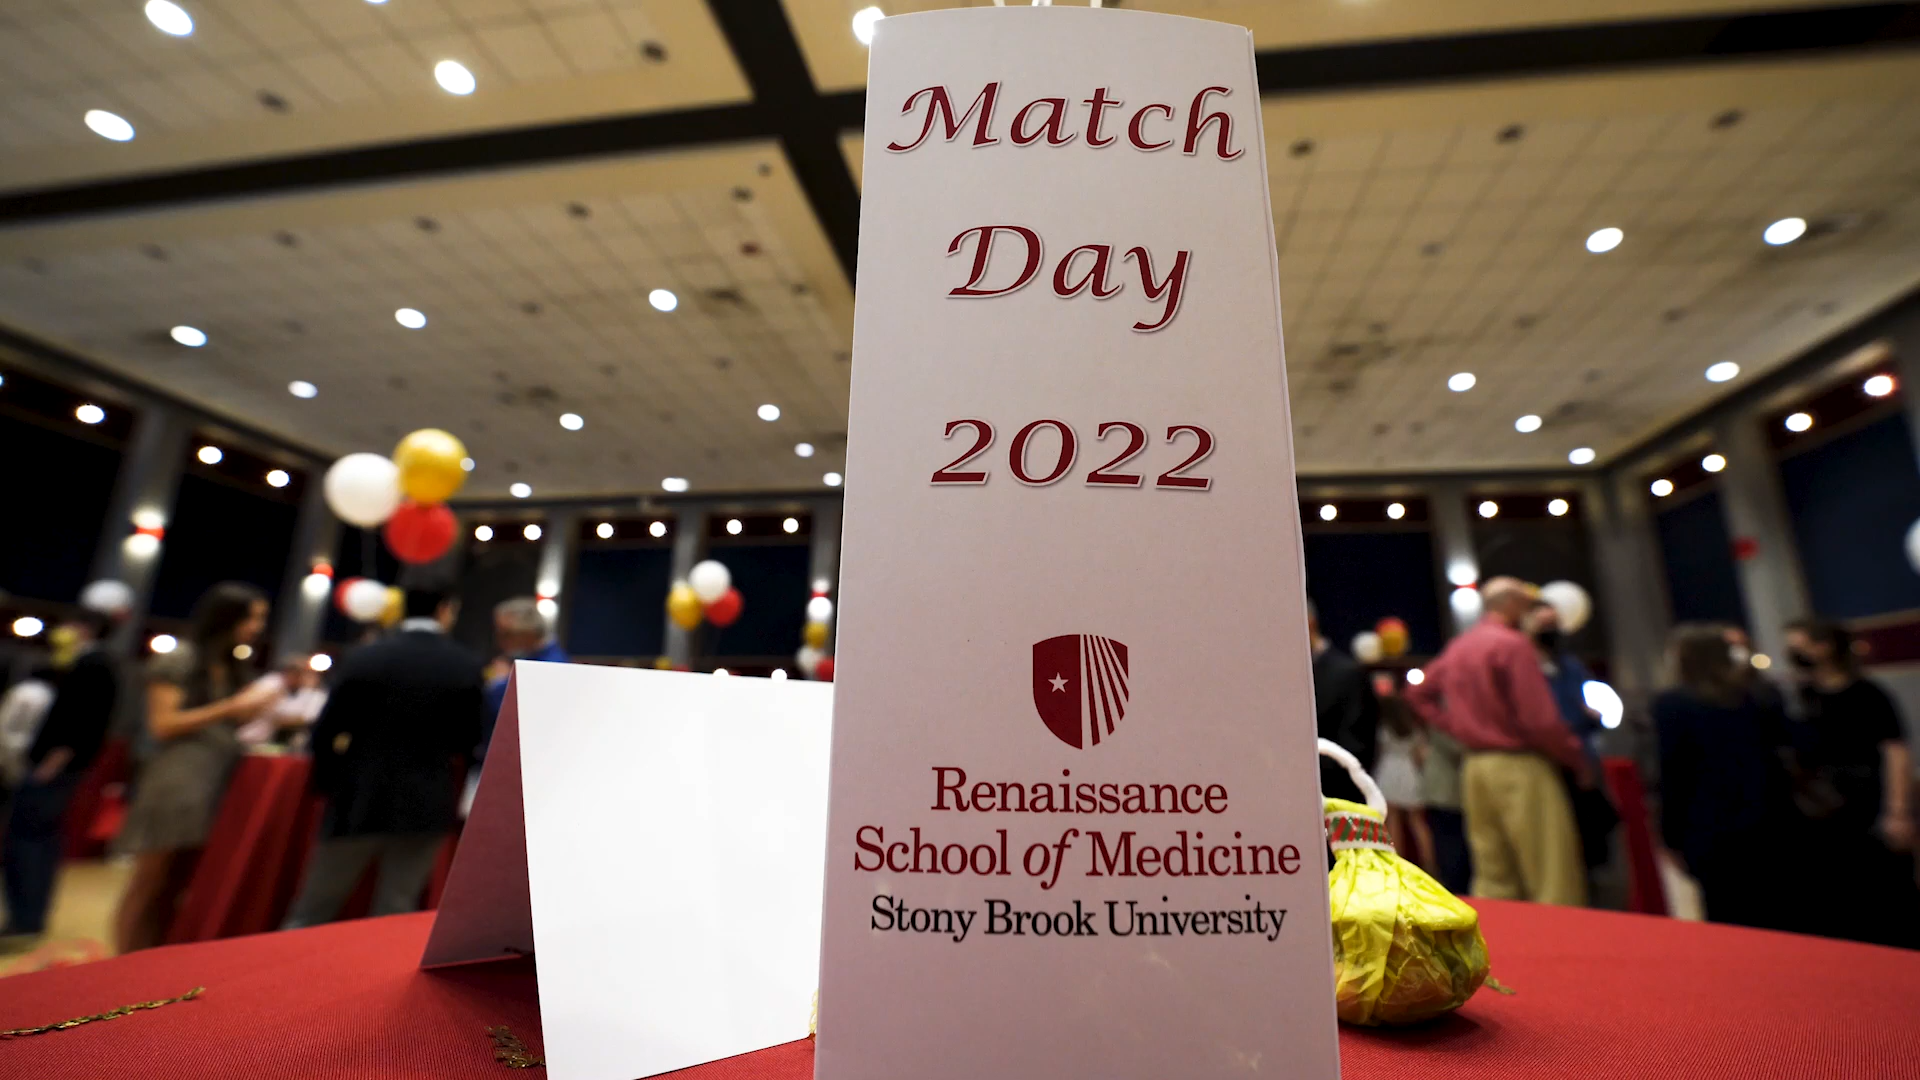 Match
Day
2022
Renaissance
School of Medicine
Stony Brook University